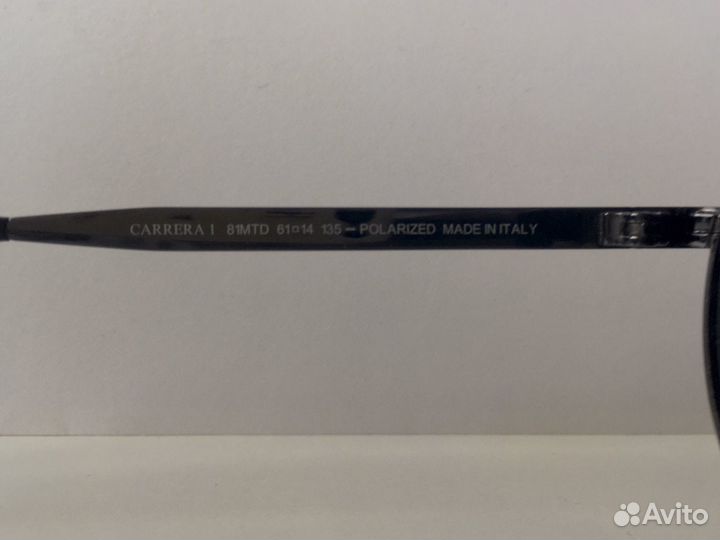 CARRERA 1 81MTD 61□14 135 – POLARIZED MADE IN ITALY
Avito